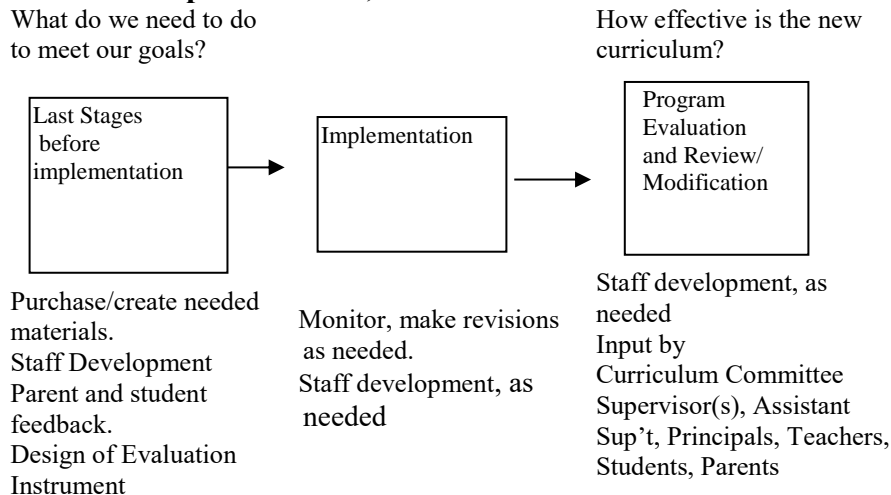 What do we need to do
to meet our goals?
How effective is the new
curriculum?
Last Stages
before
implementation
Implementation
Program
Evaluation
and Review/
Modification
Purchase/create needed
materials.
Staff Development
Parent and student
feedback.
Design of Evaluation
Instrument
Monitor, make revisions
as needed.
Staff development, as
needed
Staff development, as
needed
Input by
Curriculum Committee
Supervisor(s), Assistant
Sup’t, Principals, Teachers,
Students, Parents